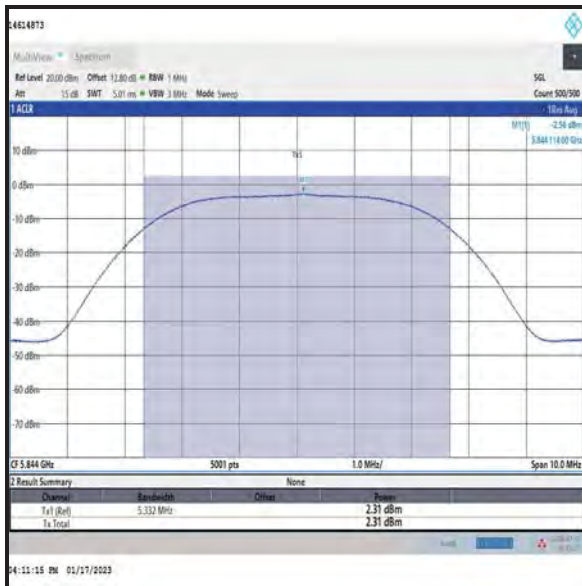 14614873
MultiView Spectrum
Ref Level 20.00 dBm Offset 12.80 dB RBW 1 MHz SGL
Att 15 dB SWT 5.01 ms VBW 3 MHz Mode Sweep Count 500/500
1 ACLR 1Rm Avg
M1[1] -2.56 dBm
5.844 114 00 GHz
10 dBm
Tx1
0 dBm
-10 dBm
-20 dBm
-30 dBm
-40 dBm
-50 dBm
-60 dBm
-70 dBm
CF 5.844 GHz 5001 pts 1.0 MHz/ Span 10.0 MHz
2 Result Summary None
Channel Bandwidth Offset Power
Tx1 (Ref) 5.332 MHz 2.31 dBm
Tx Total 2.31 dBm
04:11:15 PM 01/17/2023